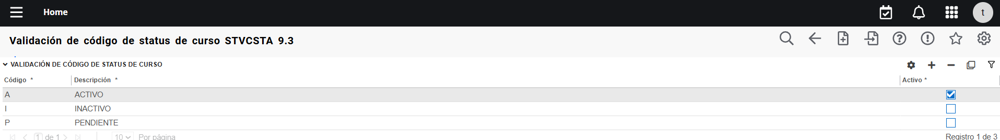 Home
t
Validación de código de status de curso STVCSTA 9.3
VALIDACIÓN DE CÓDIGO DE STATUS DE CURSO
Código * Descripción * Activo *
A ACTIVO
I INACTIVO
P PENDIENTE
1 de 1 10 Por página Registro 1 de 3